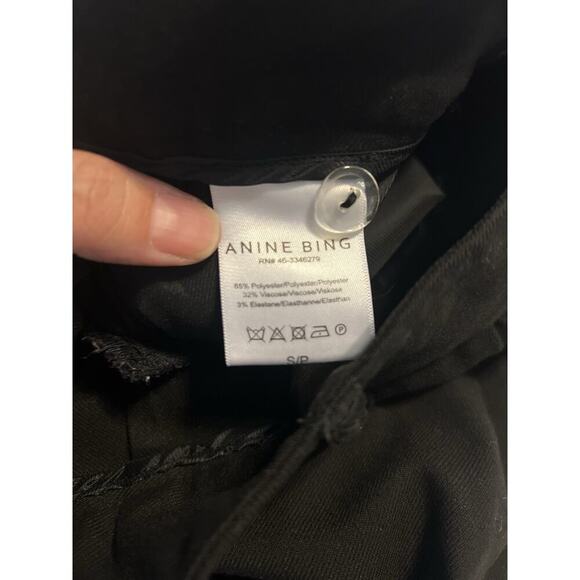 ANINE BING
RN# 46-3346279
65% Polyester/Polyester/Polyester
32% Viscose/Viscose/Viskose
3% Elastane/Elasthanne/Elasthan
P
S/P